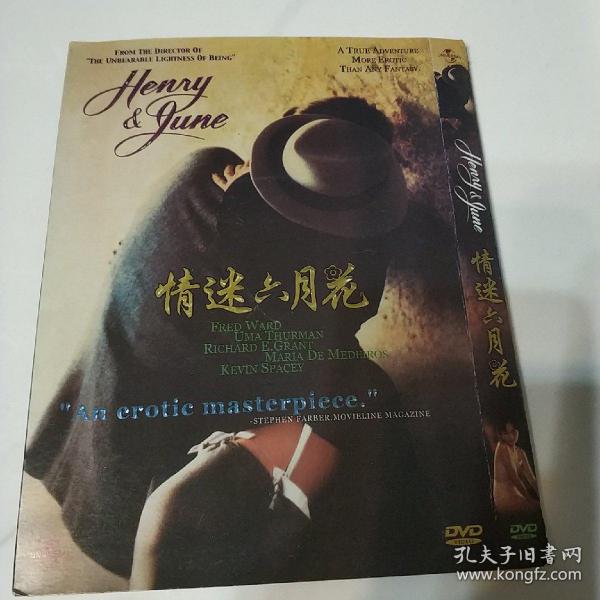 FROM THE DIRECTOR OF
"THE UNBEARABLE LIGHTNESS OF BEING"
A TRUE ADVENTURE
MORE EROTIC
THAN ANY FANTASY.
Henry
& June
情迷六月花
FRED WARD
UMA THURMAN
RICHARD E.GRANT
MARIA DE MEDEIROS
KEVIN SPACEY
"An erotic masterpiece."
-STEPHEN FARBER,MOVIELINE MAGAZINE
DVD
VIDEO
Henry & June
情迷六月花
DVD
孔夫子旧书网
www.kongfz.com